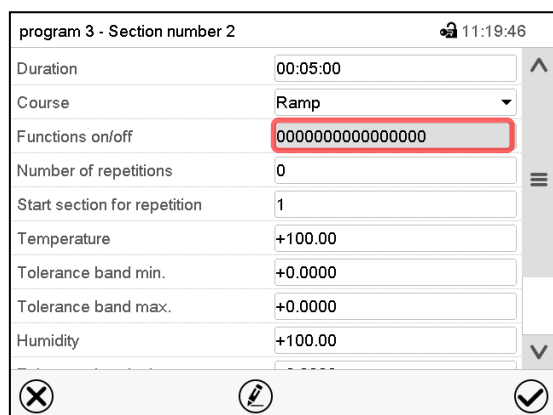 program 3 - Section number 2 11:19:46
Duration 00:05:00
Course Ramp
Functions on/off 0000000000000000
Number of repetitions 0
Start section for repetition 1
Temperature +100.00
Tolerance band min. +0.0000
Tolerance band max. +0.0000
Humidity +100.00